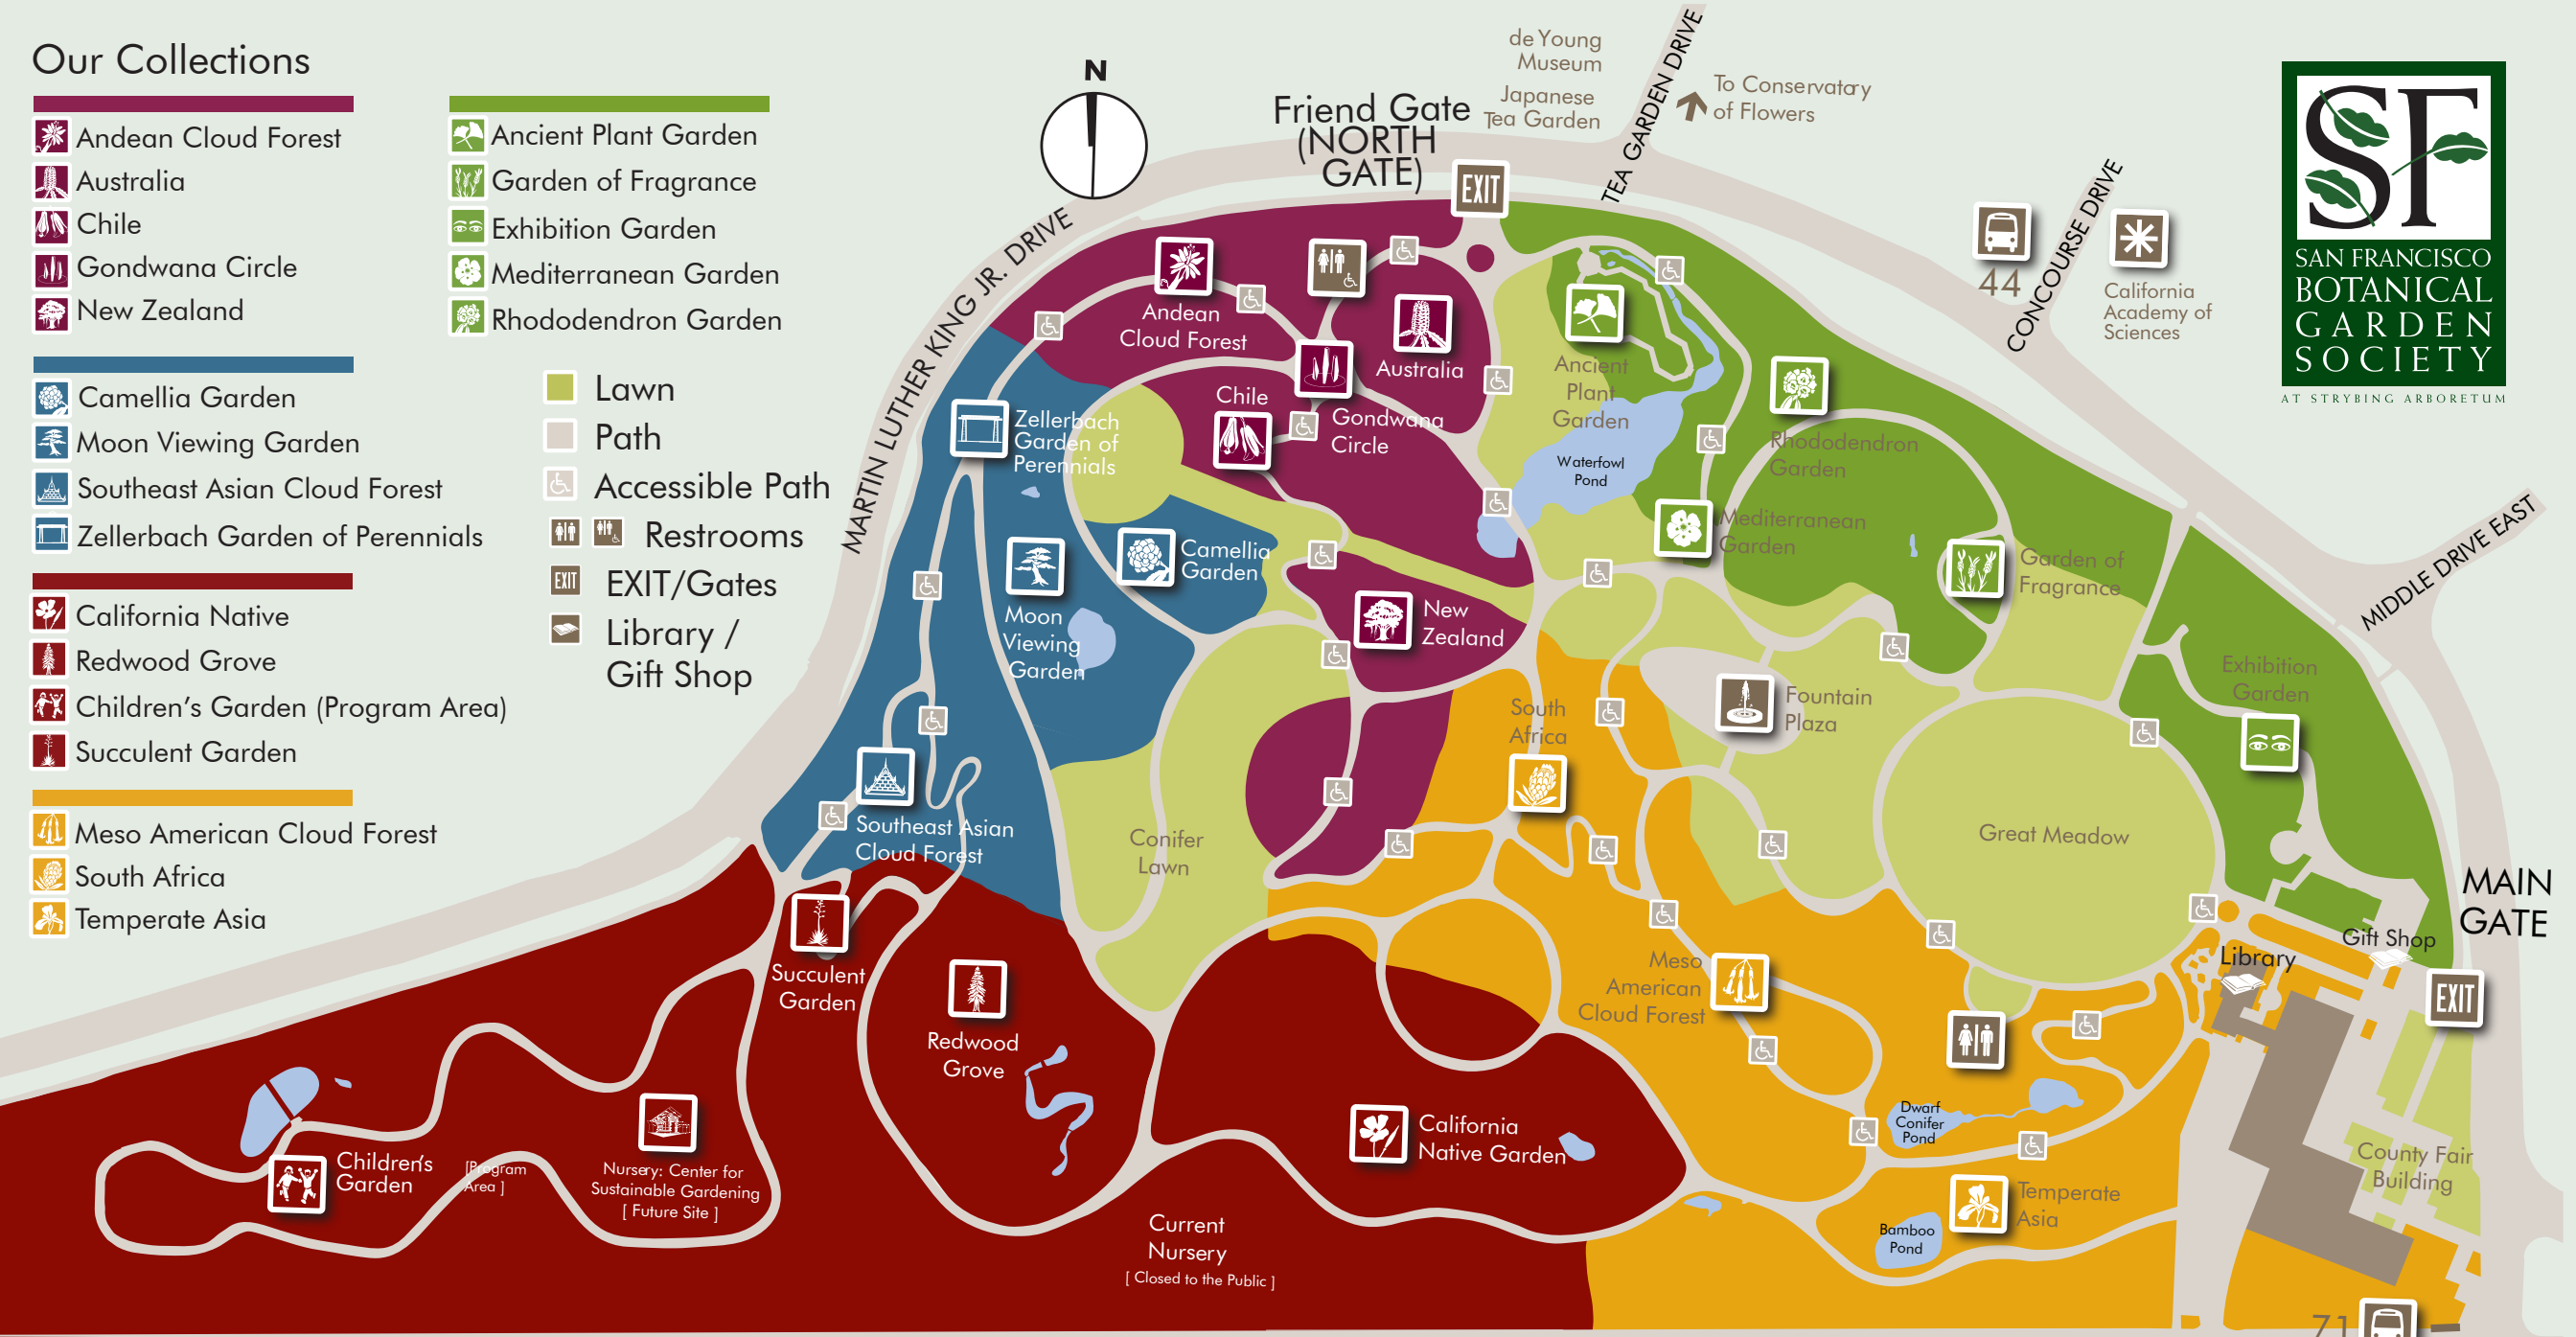 Our Collections
Andean Cloud Forest
Australia
Chile
Gondwana Circle
New Zealand
Camellia Garden
Moon Viewing Garden
Southeast Asian Cloud Forest
Zellerbach Garden of Perennials
California Native
Redwood Grove
Children's Garden (Program Area)
Succulent Garden
Meso American Cloud Forest
South Africa
Temperate Asia
Ancient Plant Garden
Garden of Fragrance
Exhibition Garden
Mediterranean Garden
Rhododendron Garden
Lawn
Path
Accessible Path
Restrooms
EXIT
EXIT/Gates
Library /
Gift Shop
N
MARTIN LUTHER KING JR. DRIVE
Friend Gate
(NORTH
GATE)
EXIT
de Young
Museum
Japanese
Tea Garden
TEA GARDEN DRIVE
To Conservatory
of Flowers
44
CONCOURSE DRIVE
California
Academy of
Sciences
MIDDLE DRIVE EAST
SF
SAN FRANCISCO
BOTANICAL
GARDEN
SOCIETY
AT STRYBING ARBORETUM
Andean
Cloud Forest
Australia
Chile
Gondwana
Circle
Ancient
Plant
Garden
Waterfowl
Pond
Rhododendron
Garden
Mediterranean
Garden
Garden of
Fragrance
Zellerbach
Garden of
Perennials
Camellia
Garden
Moon
Viewing
Garden
New
Zealand
South
Africa
Fountain
Plaza
Exhibition
Garden
Southeast Asian
Cloud Forest
Conifer
Lawn
Great Meadow
MAIN
GATE
Gift Shop
Library
EXIT
Succulent
Garden
Redwood
Grove
Meso
American
Cloud Forest
California
Native Garden
Dwarf
Conifer
Pond
County Fair
Building
Temperate
Asia
Bamboo
Pond
Children's
Garden
[Program
Area ]
Nursery: Center for
Sustainable Gardening
[ Future Site ]
Current
Nursery
[ Closed to the Public ]
71